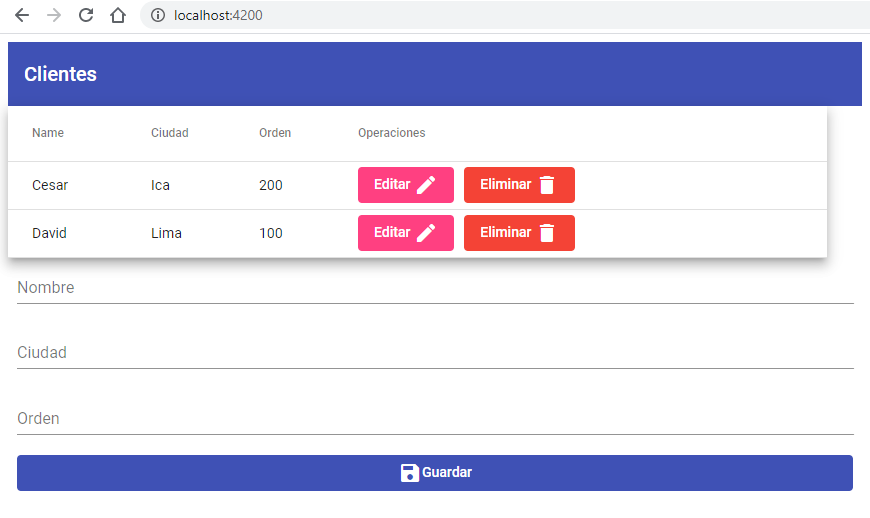 localhost:4200
Clientes
Name Ciudad Orden Operaciones
Cesar Ica 200 Editar Eliminar
David Lima 100 Editar Eliminar
Nombre
Ciudad
Orden
Guardar